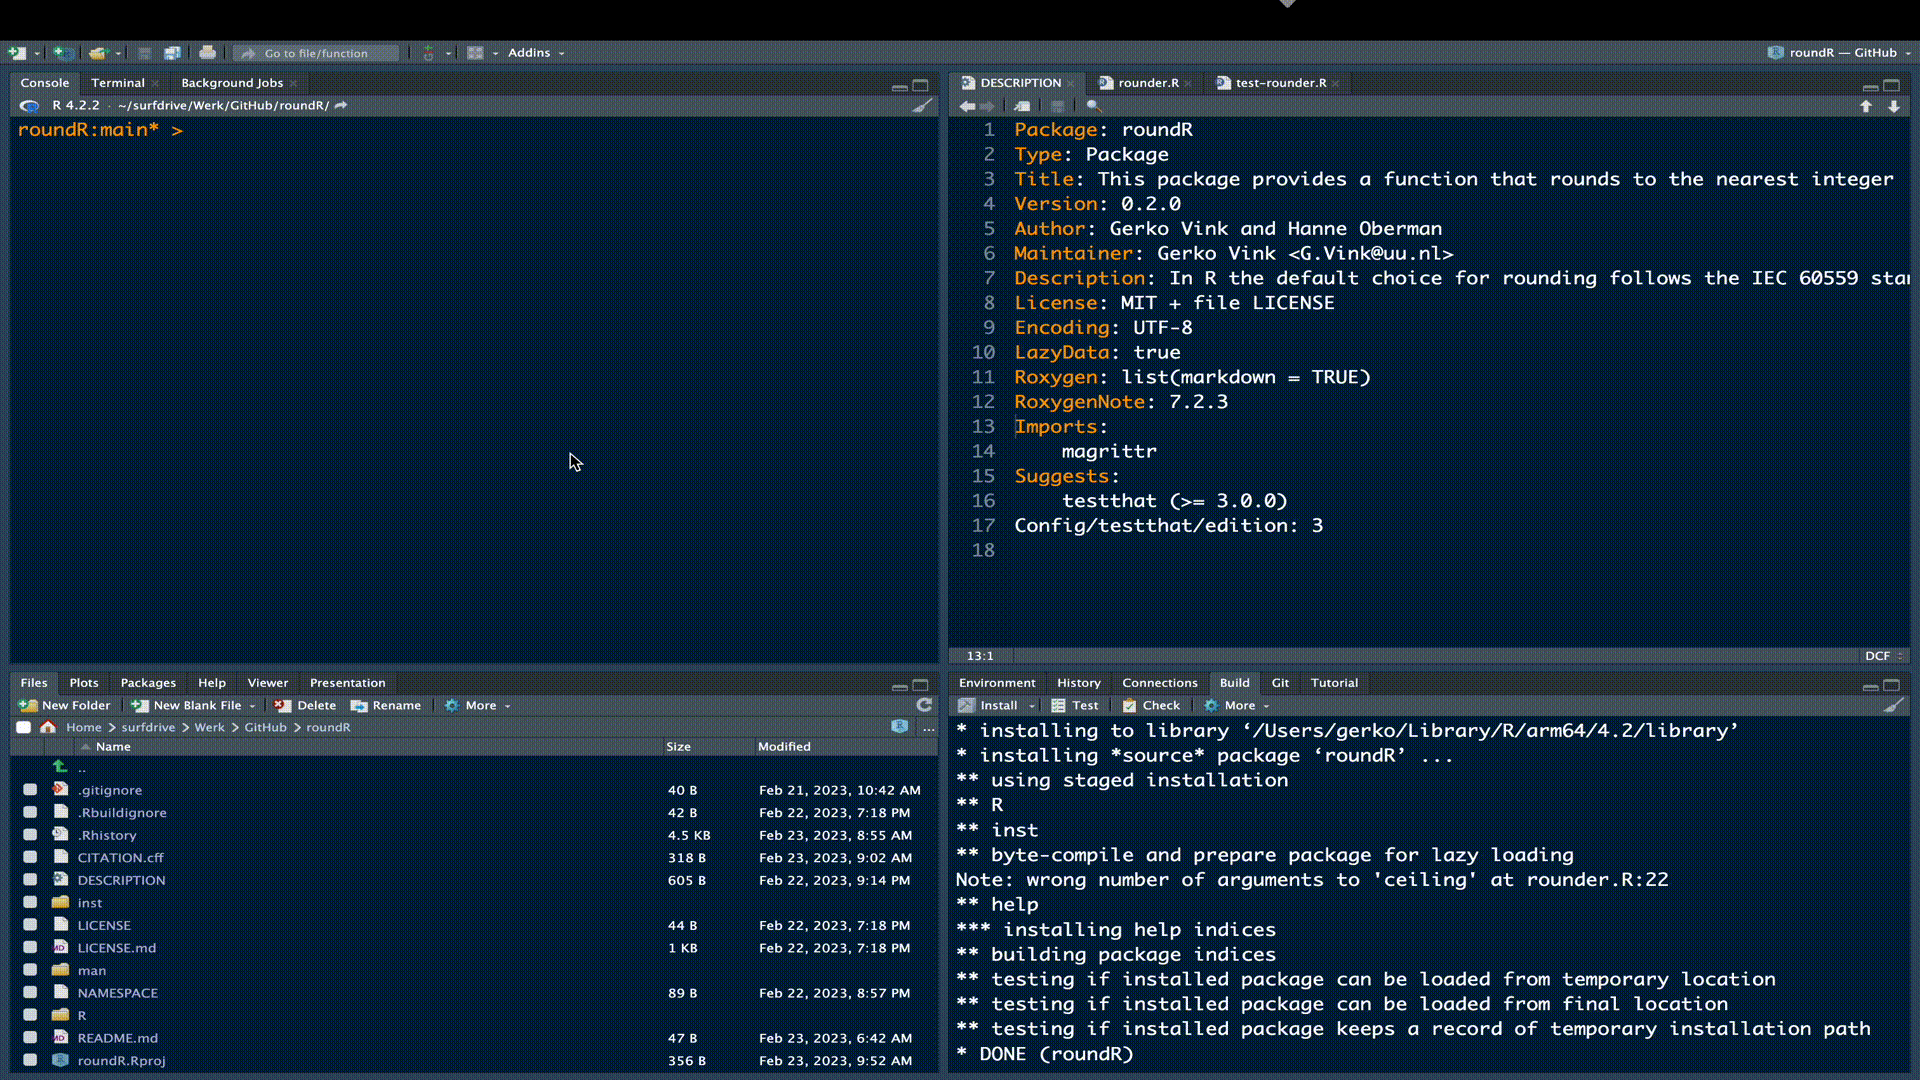 Go to file/function
Addins
roundR — GitHub
Console
Terminal
Background Jobs
R 4.2.2 · ~/surfdrive/Werk/GitHub/roundR/
roundR:main* >
DESCRIPTION
rounder.R
test-rounder.R
1 Package: roundR
2 Type: Package
3 Title: This package provides a function that rounds to the nearest integer
4 Version: 0.2.0
5 Author: Gerko Vink and Hanne Oberman
6 Maintainer: Gerko Vink <G.Vink@uu.nl>
7 Description: In R the default choice for rounding follows the IEC 60559 sta
8 License: MIT + file LICENSE
9 Encoding: UTF-8
10 LazyData: true
11 Roxygen: list(markdown = TRUE)
12 RoxygenNote: 7.2.3
13 Imports:
14 magrittr
15 Suggests:
16 testthat (>= 3.0.0)
17 Config/testthat/edition: 3
18
13:1
DCF
Files
Plots
Packages
Help
Viewer
Presentation
New Folder
New Blank File
Delete
Rename
More
Home > surfdrive > Werk > GitHub > roundR
...
Name Size Modified
..
.gitignore 40 B Feb 21, 2023, 10:42 AM
.Rbuildignore 42 B Feb 22, 2023, 7:18 PM
.Rhistory 4.5 KB Feb 23, 2023, 8:55 AM
CITATION.cff 318 B Feb 23, 2023, 9:02 AM
DESCRIPTION 605 B Feb 22, 2023, 9:14 PM
inst
LICENSE 44 B Feb 22, 2023, 7:18 PM
LICENSE.md 1 KB Feb 22, 2023, 7:18 PM
man
NAMESPACE 89 B Feb 22, 2023, 8:57 PM
R
README.md 47 B Feb 23, 2023, 6:42 AM
roundR.Rproj 356 B Feb 23, 2023, 9:52 AM
Environment
History
Connections
Build
Git
Tutorial
Install
Test
Check
More
* installing to library ‘/Users/gerko/Library/R/arm64/4.2/library’
* installing *source* package ‘roundR’ ...
** using staged installation
** R
** inst
** byte-compile and prepare package for lazy loading
Note: wrong number of arguments to 'ceiling' at rounder.R:22
** help
*** installing help indices
** building package indices
** testing if installed package can be loaded from temporary location
** testing if installed package can be loaded from final location
** testing if installed package keeps a record of temporary installation path
* DONE (roundR)